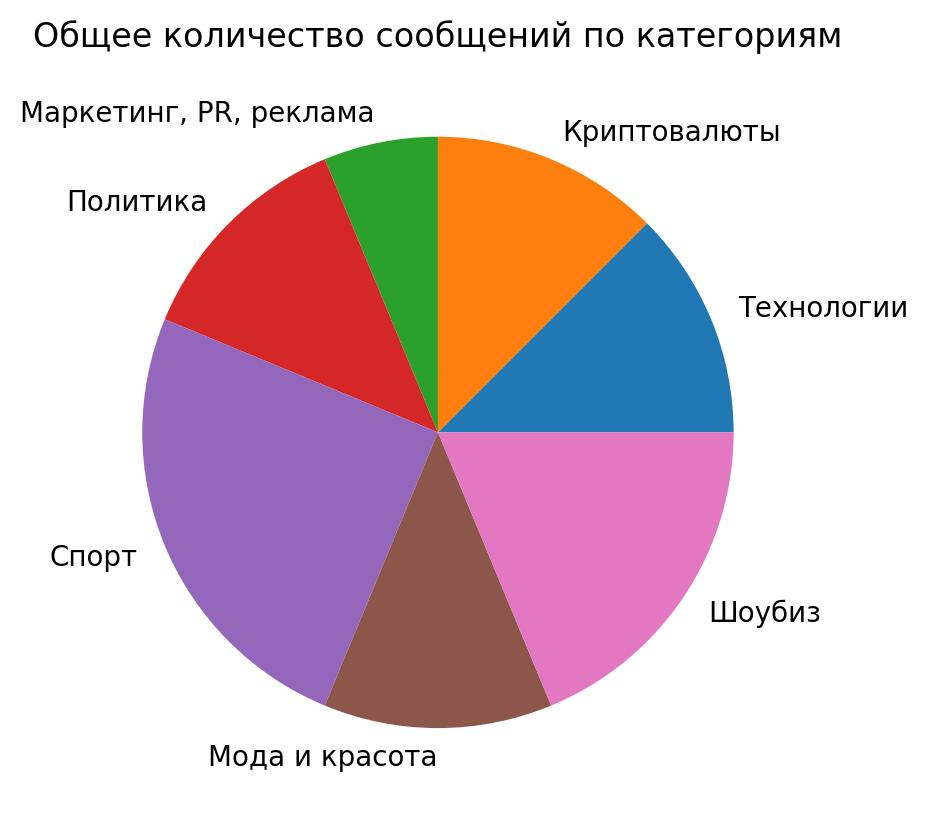 Общее количество сообщений по категориям
Маркетинг, PR, реклама
Криптовалюты
Политика
Технологии
Спорт
Шоубиз
Мода и красота